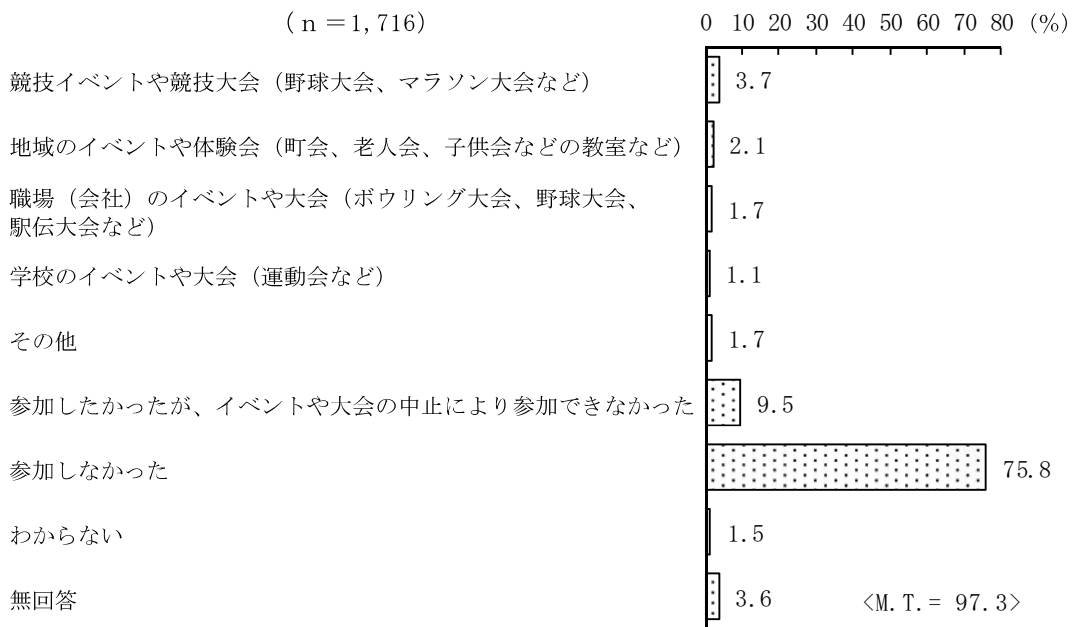 (n=1,716)
0 10 20 30 40 50 60 70 80 (%)
競技イベントや競技大会（野球大会、マラソン大会など） 3.7
地域のイベントや体験会（町会、老人会、子供会などの教室など） 2.1
職場（会社）のイベントや大会（ボウリング大会、野球大会、
駅伝大会など） 1.7
学校のイベントや大会（運動会など） 1.1
その他 1.7
参加したかったが、イベントや大会の中止により参加できなかった 9.5
参加しなかった 75.8
わからない 1.5
無回答 3.6
<M.T.= 97.3>